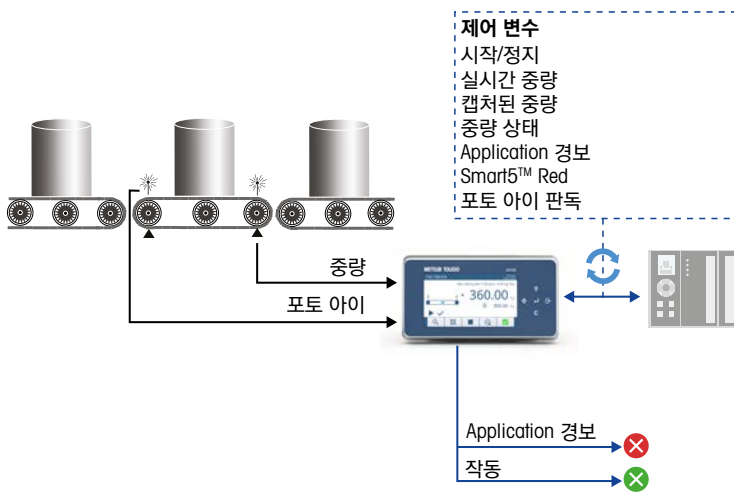 제어 변수
시작/정지
실시간 중량
캡처된 중량
중량 상태
Application 경보
Smart5™ Red
포토 아이 판독
중량
포토 아이
METTLER TOLEDO
360.00
C
Application 경보
작동